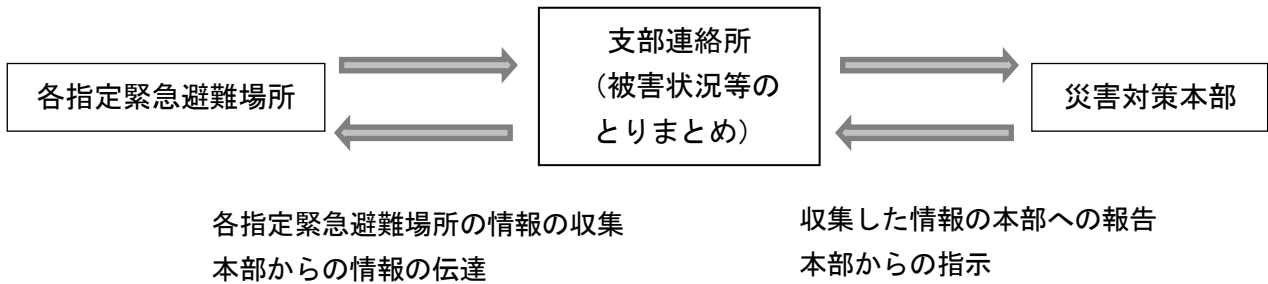 各指定緊急避難場所
支部連絡所
（被害状況等の
とりまとめ）
災害対策本部
各指定緊急避難場所の情報の収集
本部からの情報の伝達
収集した情報の本部への報告
本部からの指示